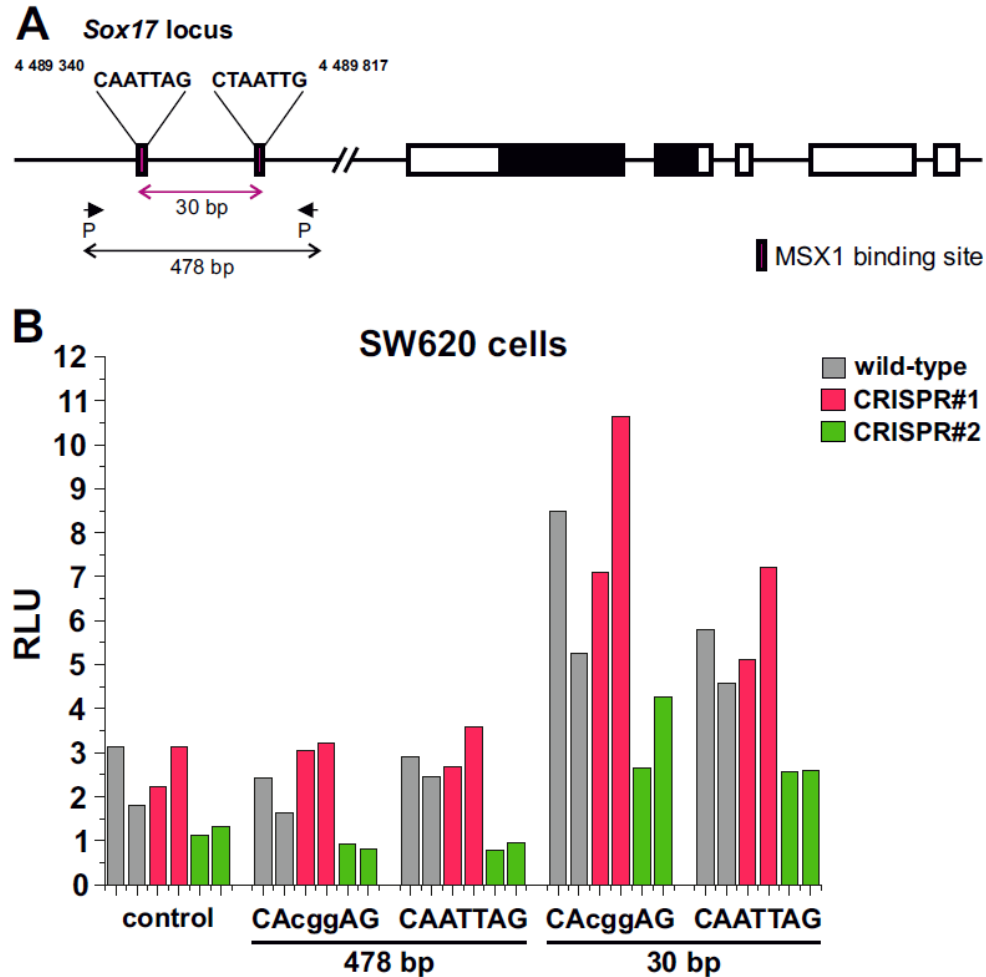 A Sox17 locus
4 489 340 CAATTAG CTAATTG 4 489 817
30 bp
P P
478 bp
MSX1 binding site
B
SW620 cells
wild-type
CRISPR#1
CRISPR#2
RLU
12
11
10
9
8
7
6
5
4
3
2
1
0
control CAcggAG CAATTAG CAcggAG CAATTAG
478 bp 30 bp